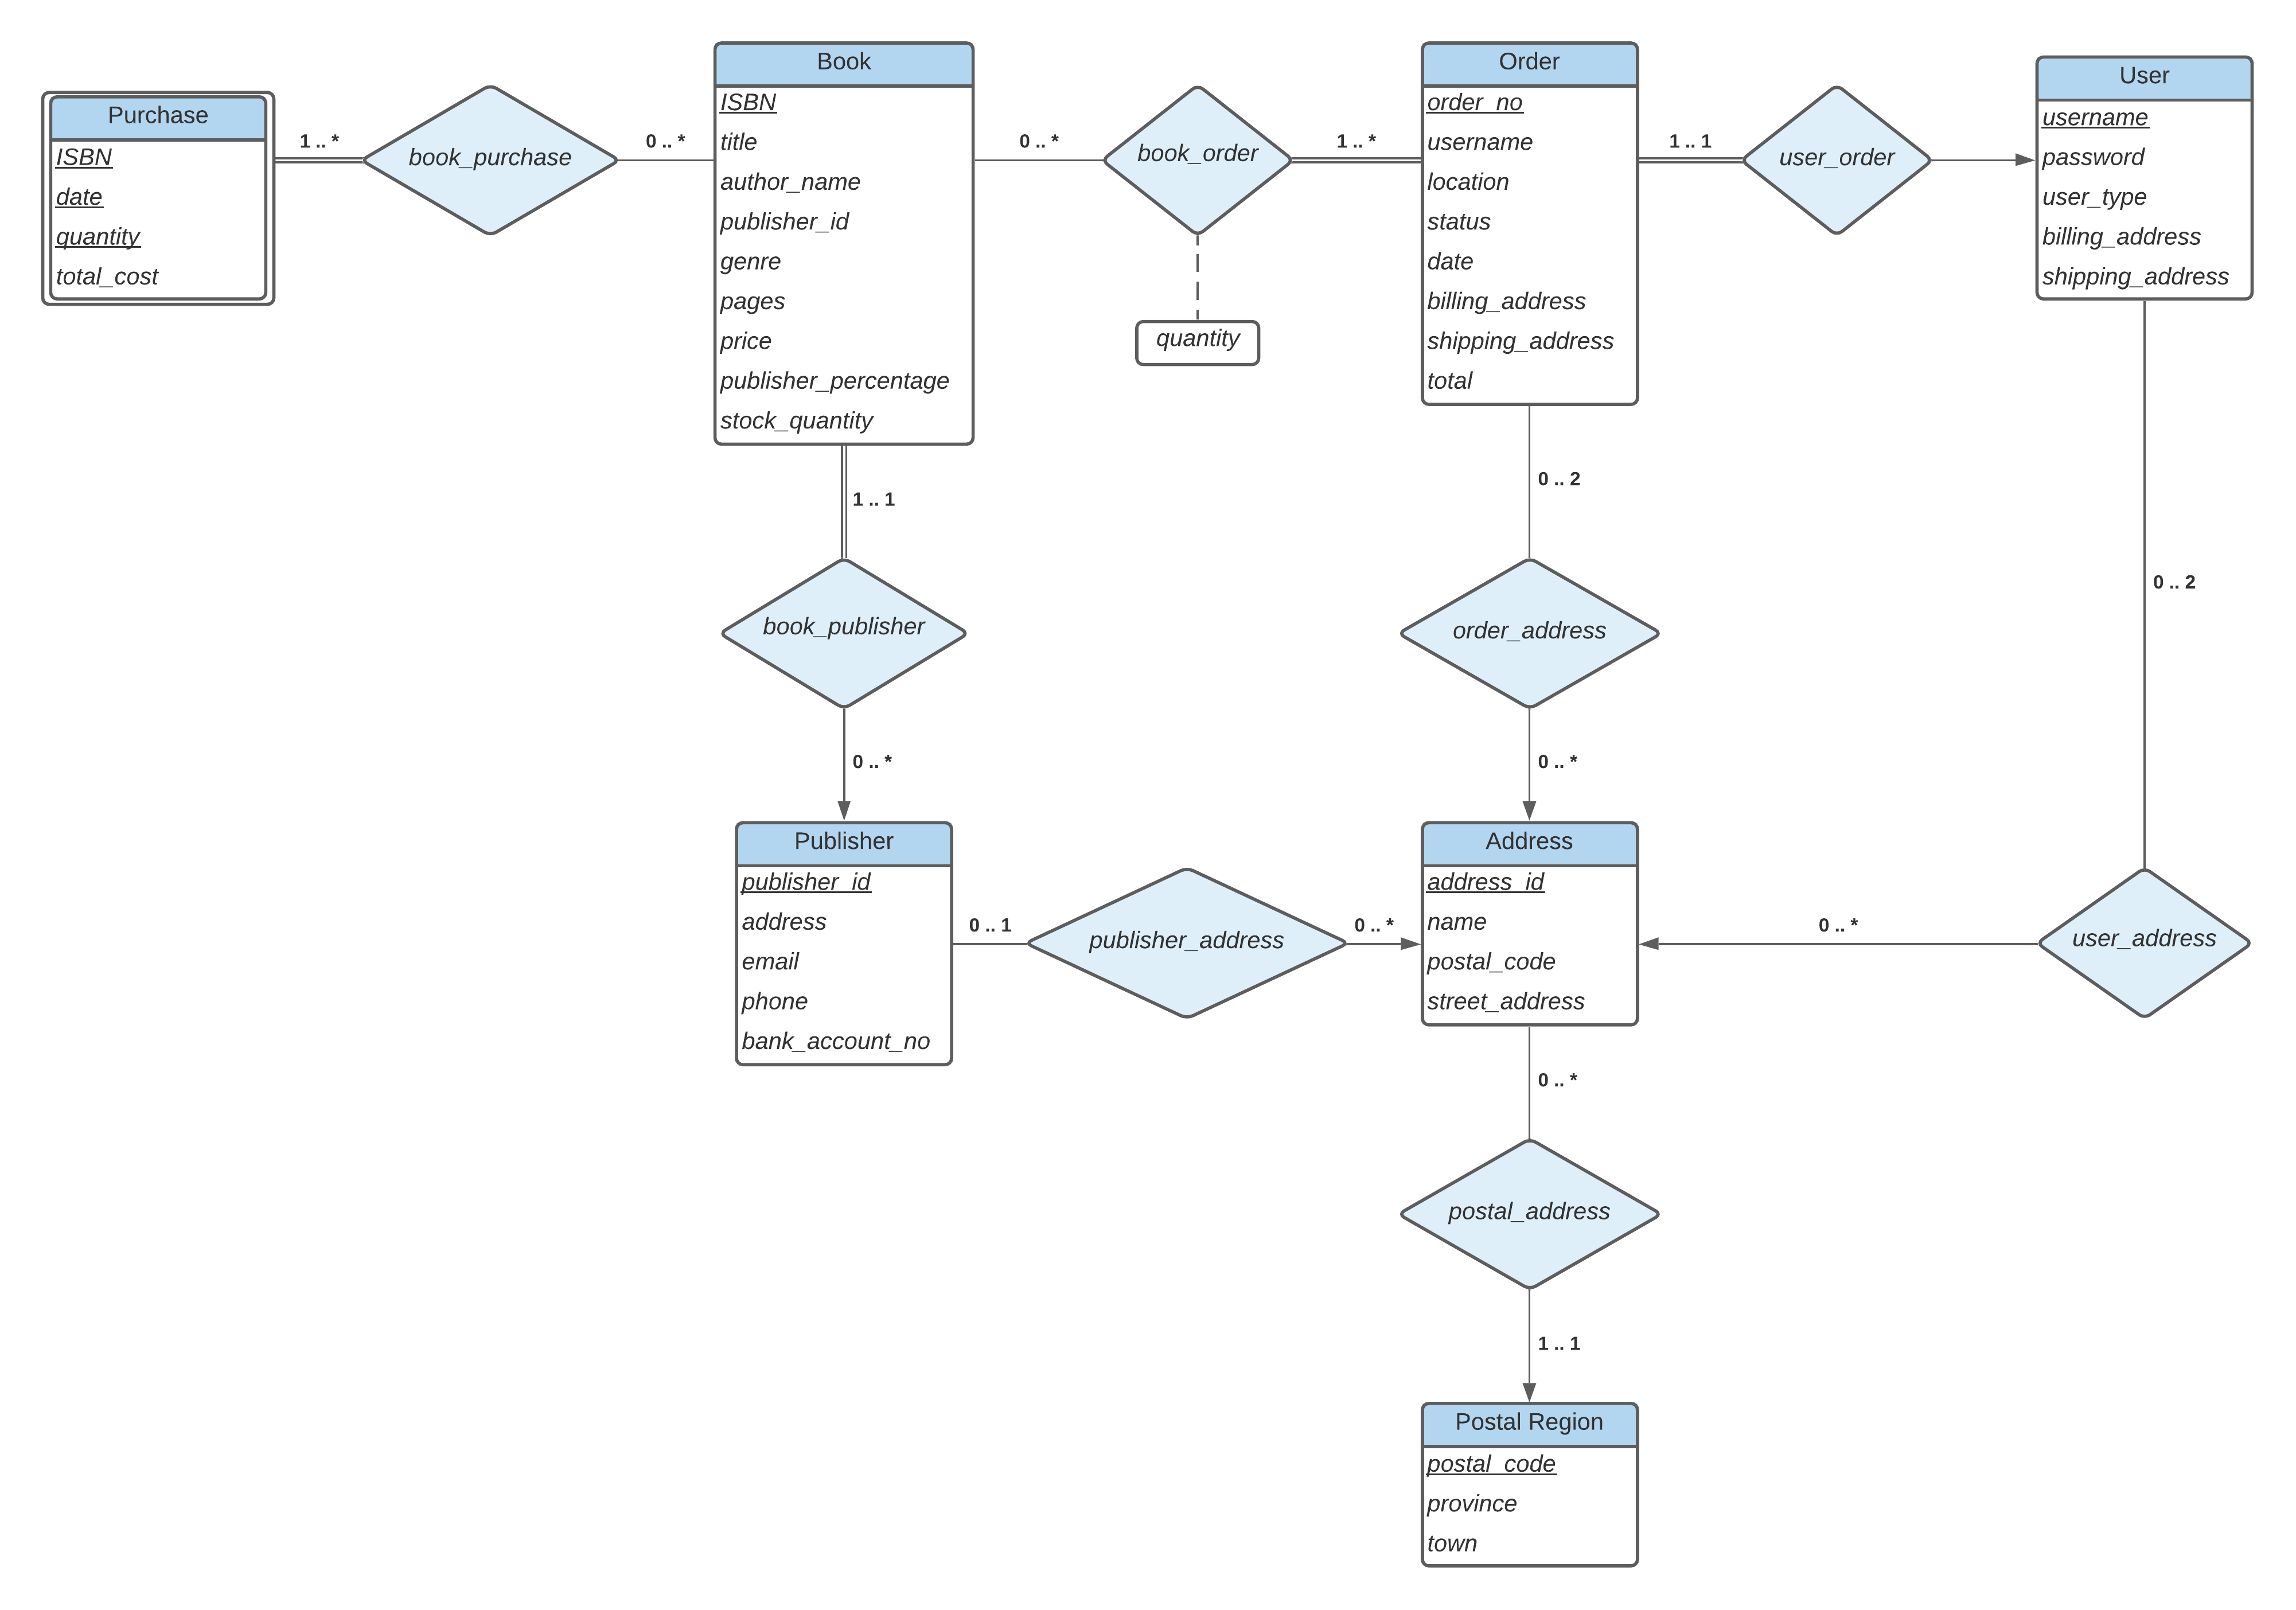 Purchase
ISBN
date
quantity
total_cost
1 .. *
book_purchase
0 .. *
Book
ISBN
title
author_name
publisher_id
genre
pages
price
publisher_percentage
stock_quantity
0 .. *
book_order
quantity
1 .. *
Order
order_no
username
location
status
date
billing_address
shipping_address
total
1 .. 1
user_order
User
username
password
user_type
billing_address
shipping_address
1 .. 1
book_publisher
0 .. *
0 .. 2
order_address
0 .. *
0 .. 2
Publisher
publisher_id
address
email
phone
bank_account_no
0 .. 1
publisher_address
0 .. *
Address
address_id
name
postal_code
street_address
0 .. *
user_address
0 .. *
postal_address
1 .. 1
Postal Region
postal_code
province
town